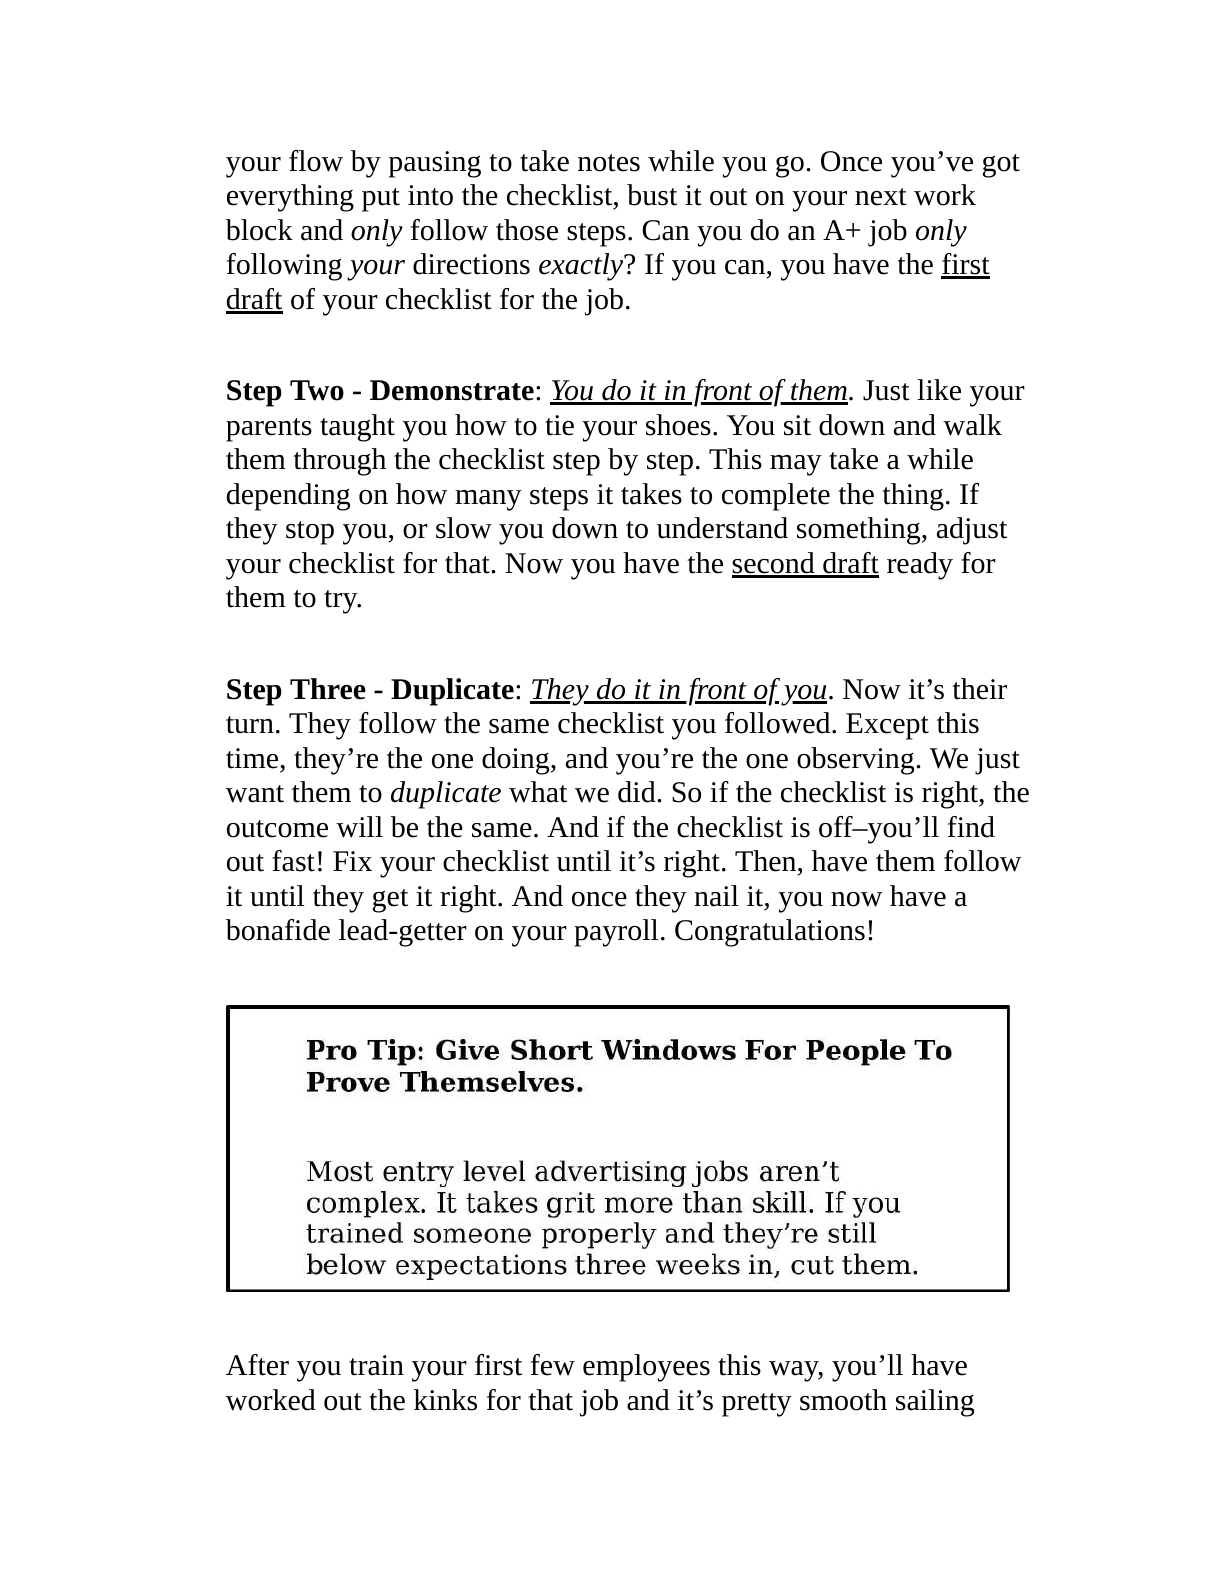 your flow by pausing to take notes while you go. Once you’ve got
everything put into the checklist, bust it out on your next work
block and only follow those steps. Can you do an A+ job only
following your directions exactly? If you can, you have the first
draft of your checklist for the job.
Step Two - Demonstrate: You do it in front of them. Just like your
parents taught you how to tie your shoes. You sit down and walk
them through the checklist step by step. This may take a while
depending on how many steps it takes to complete the thing. If
they stop you, or slow you down to understand something, adjust
your checklist for that. Now you have the second draft ready for
them to try.
Step Three - Duplicate: They do it in front of you. Now it’s their
turn. They follow the same checklist you followed. Except this
time, they’re the one doing, and you’re the one observing. We just
want them to duplicate what we did. So if the checklist is right, the
outcome will be the same. And if the checklist is off–you’ll find
out fast! Fix your checklist until it’s right. Then, have them follow
it until they get it right. And once they nail it, you now have a
bonafide lead-getter on your payroll. Congratulations!
Pro Tip: Give Short Windows For People To
Prove Themselves.
Most entry level advertising jobs aren’t
complex. It takes grit more than skill. If you
trained someone properly and they’re still
below expectations three weeks in, cut them.
After you train your first few employees this way, you’ll have
worked out the kinks for that job and it’s pretty smooth sailing